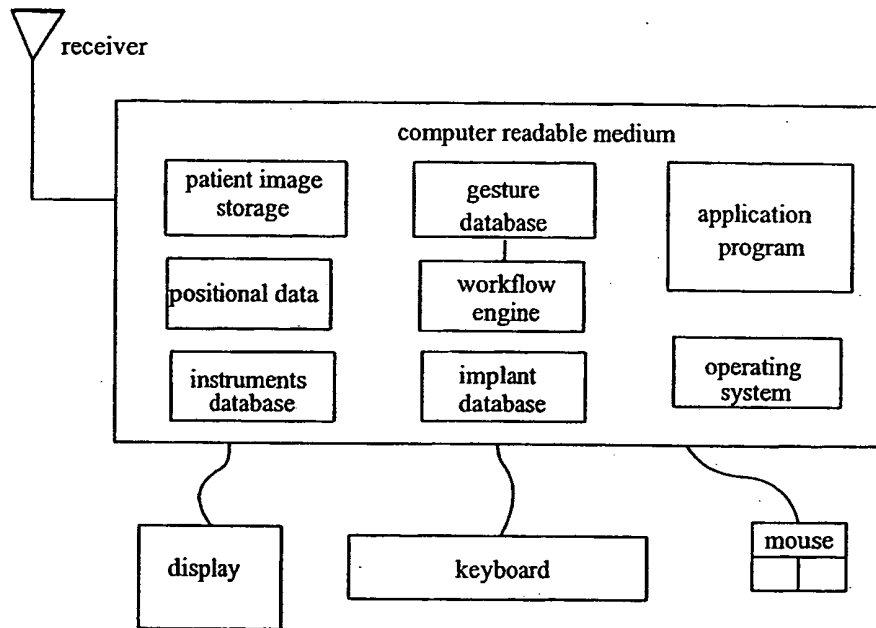 receiver
computer readable medium
patient image
storage
gesture
database
application
program
positional data
workflow
engine
instruments
database
implant
database
operating
system
display
keyboard
mouse